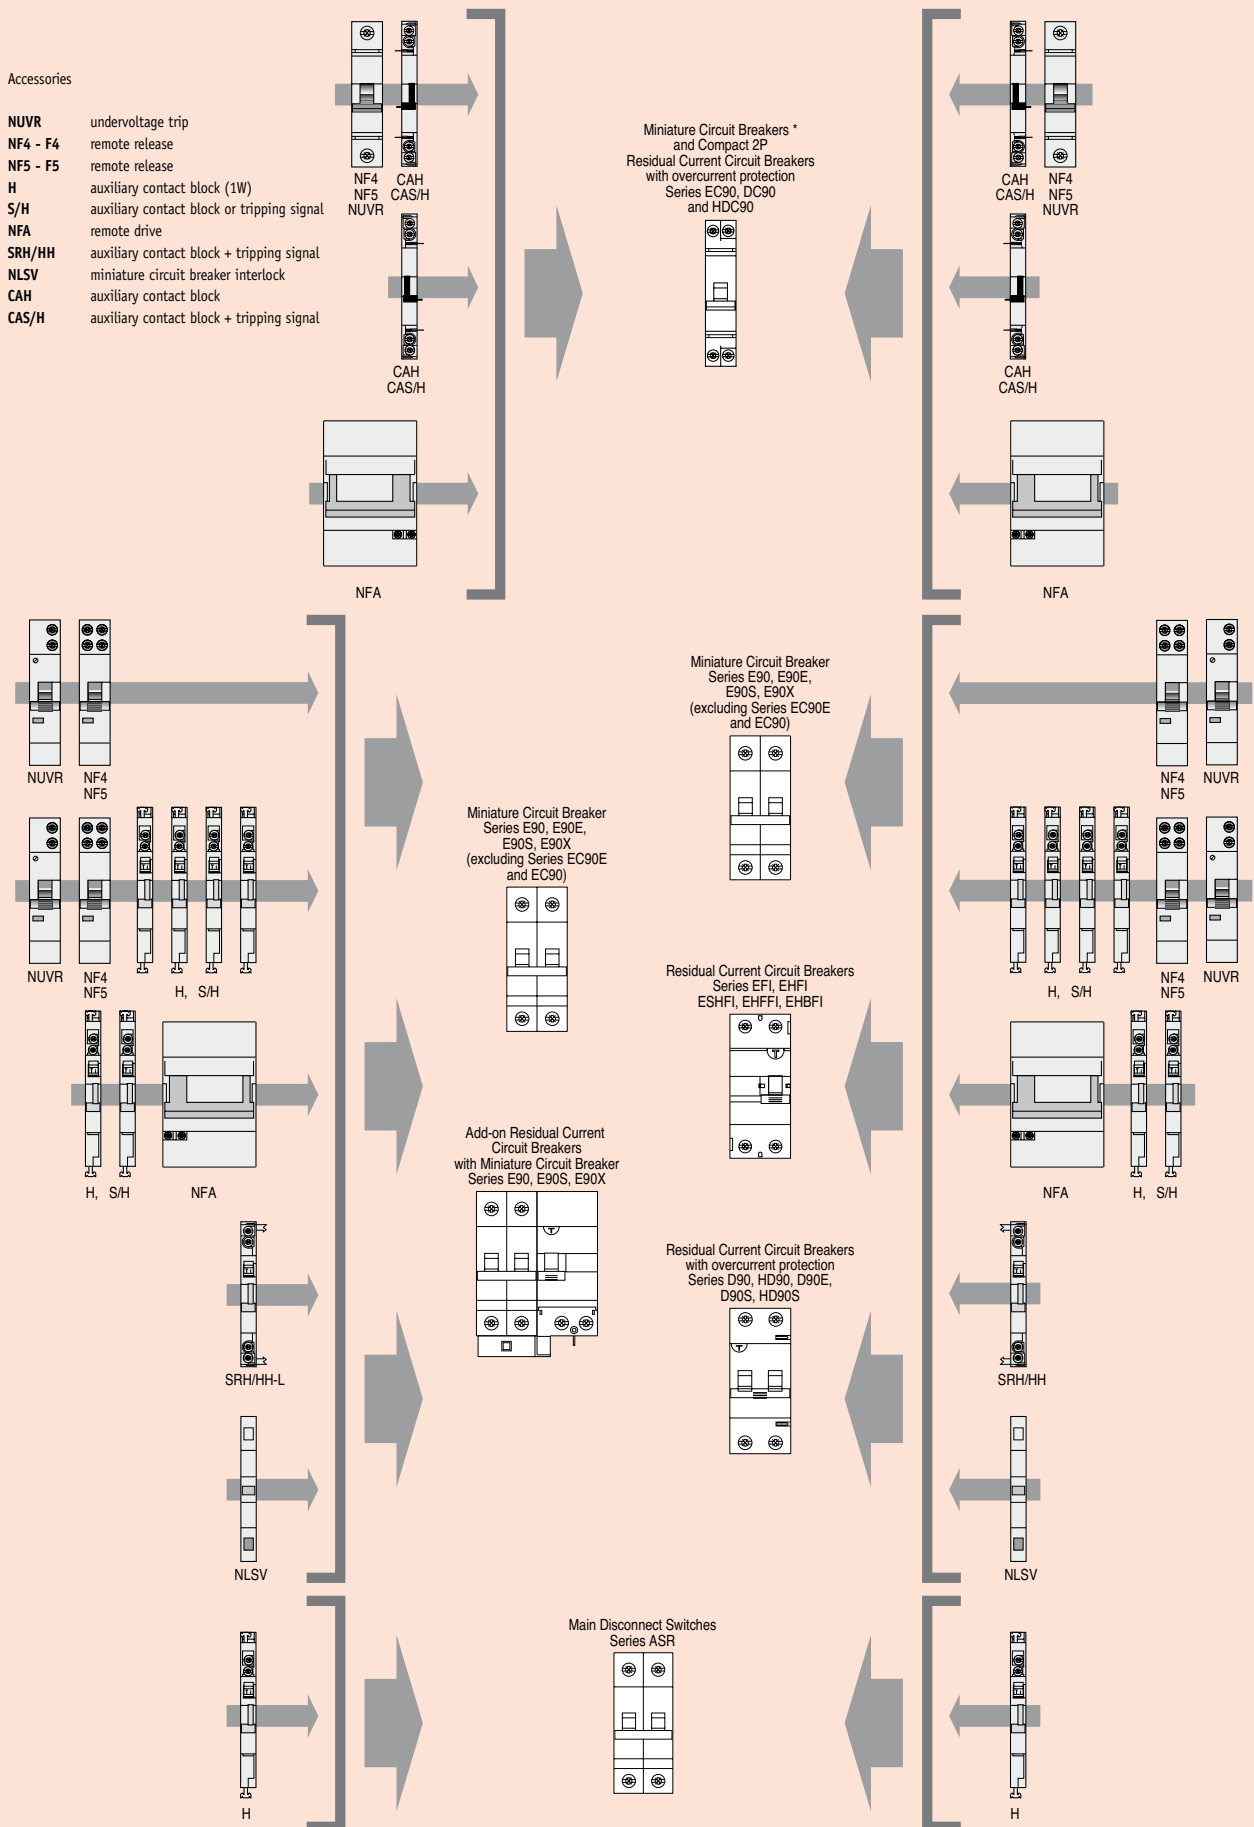 Accessories
NUVR undervoltage trip
NF4 - F4 remote release
NF5 - F5 remote release
H auxiliary contact block (1W)
S/H auxiliary contact block or tripping signal
NFA remote drive
SRH/HH auxiliary contact block + tripping signal
NLSV miniature circuit breaker interlock
CAH auxiliary contact block
CAS/H auxiliary contact block + tripping signal
NF4
NF5
NUVR
CAH
CAS/H
CAH
CAS/H
NFA
Miniature Circuit Breakers *
and Compact 2P
Residual Current Circuit Breakers
with overcurrent protection
Series EC90, DC90
and HDC90
CAH
CAS/H
NF4
NF5
NUVR
CAH
CAS/H
NFA
NUVR
NF4
NF5
NUVR
NF4
NF5
H, S/H
H, S/H
NFA
SRH/HH-L
NLSV
Miniature Circuit Breaker
Series E90, E90E,
E90S, E90X
(excluding Series EC90E
and EC90)
Add-on Residual Current
Circuit Breakers
with Miniature Circuit Breaker
Series E90, E90S, E90X
Miniature Circuit Breaker
Series E90, E90E,
E90S, E90X
(excluding Series EC90E
and EC90)
Residual Current Circuit Breakers
Series EFI, EHFI
ESHFI, EHFFI, EHBFI
Residual Current Circuit Breakers
with overcurrent protection
Series D90, HD90, D90E,
D90S, HD90S
NF4
NF5
NUVR
H, S/H
NF4
NF5
NUVR
NFA
H, S/H
SRH/HH
NLSV
H
Main Disconnect Switches
Series ASR
H